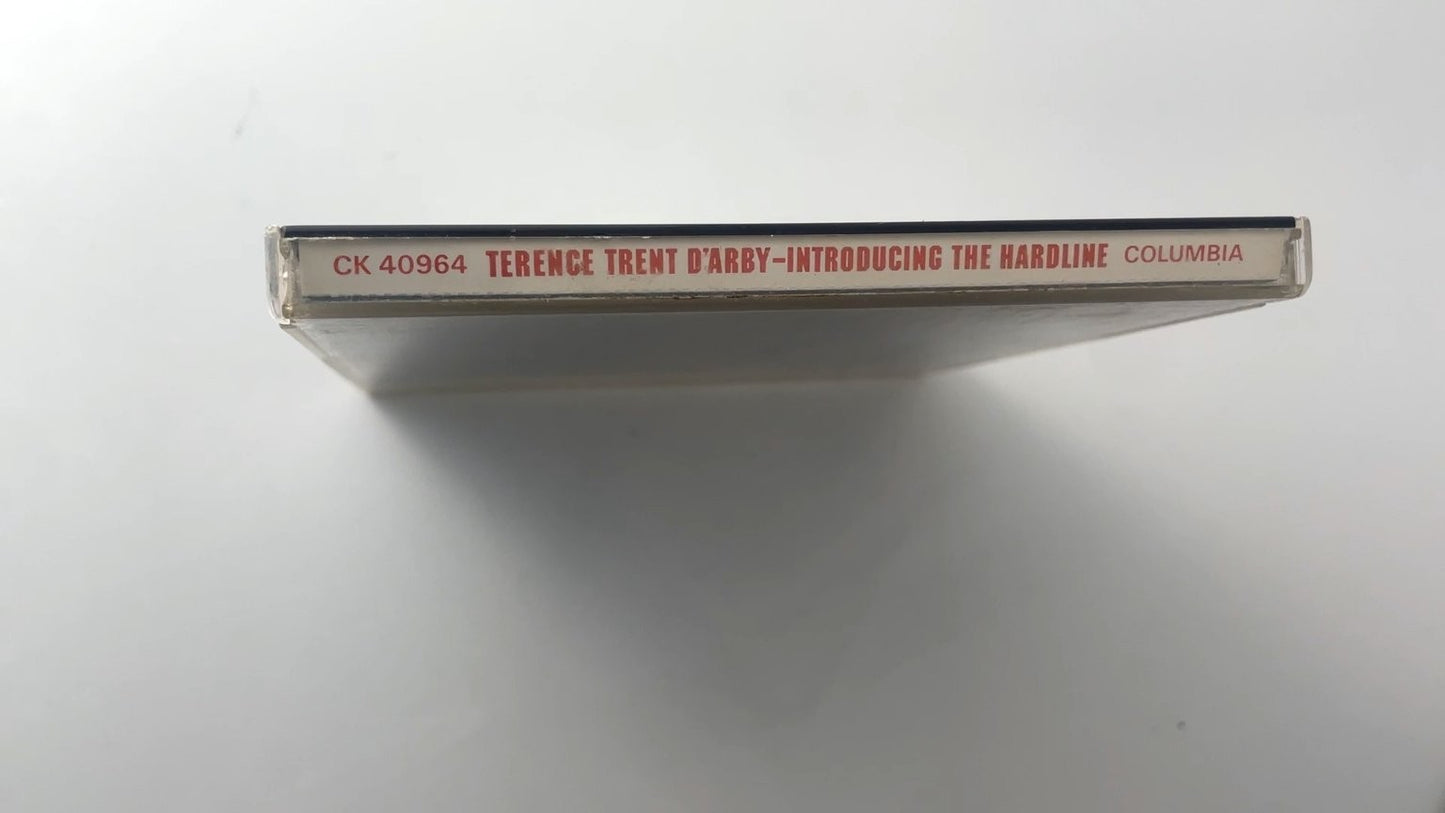 CK 40964 TERENCE TRENT D'ARBY–INTRODUCING THE HARDLINE COLUMBIA